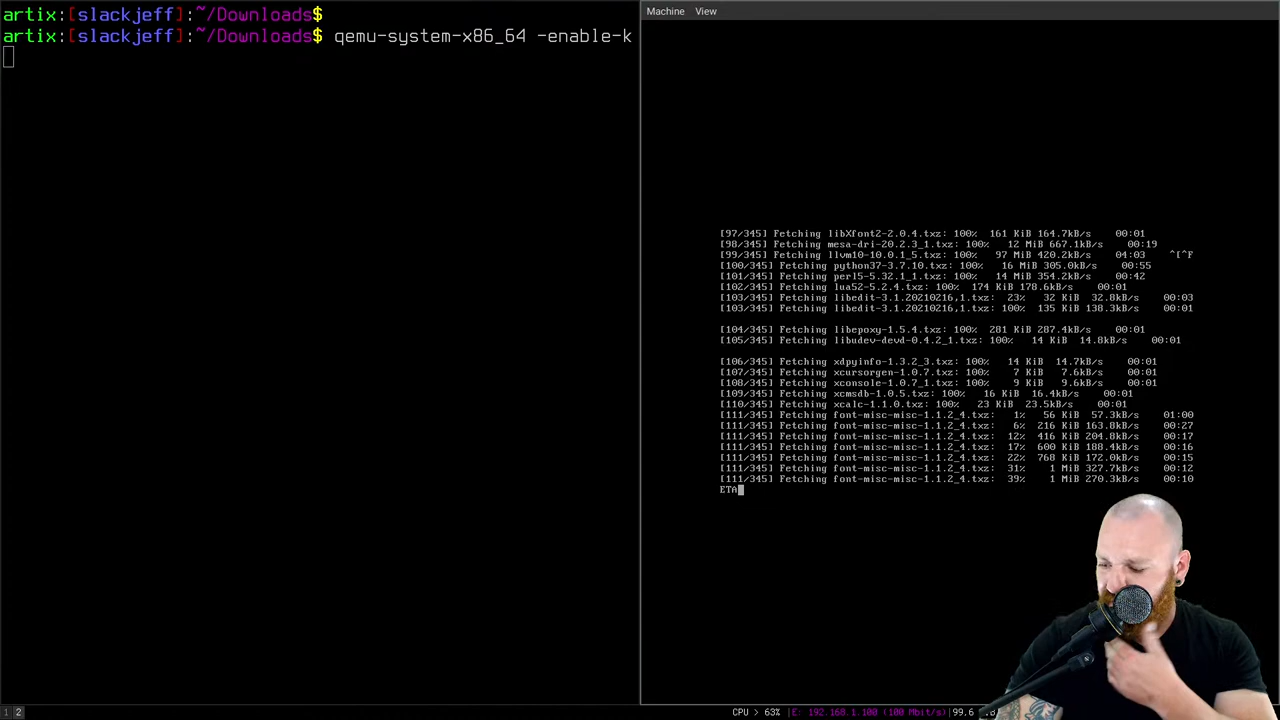 artix:[slackjeff]:~/Downloads$
artix:[slackjeff]:~/Downloads$ qemu-system-x86_64 -enable-k
Machine View
[97/345] Fetching libXfont2-2.0.4.txz: 100% 161 KiB 164.7kB/s 00:01
[98/345] Fetching mesa-dri-20.2.3_1.txz: 100% 12 MiB 667.1kB/s 00:19
[99/345] Fetching llvm10-10.0.1_5.txz: 100% 97 MiB 420.2kB/s 04:03 ^[^F
[100/345] Fetching python37-3.7.10.txz: 100% 16 MiB 305.0kB/s 00:55
[101/345] Fetching perl5-5.32.1_1.txz: 100% 14 MiB 354.2kB/s 00:42
[102/345] Fetching lua52-5.2.4.txz: 100% 174 KiB 178.6kB/s 00:01
[103/345] Fetching libedit-3.1.20210216,1.txz: 23% 32 KiB 32.8kB/s 00:03
[103/345] Fetching libedit-3.1.20210216,1.txz: 100% 135 KiB 138.3kB/s 00:01
[104/345] Fetching libepoxy-1.5.4.txz: 100% 281 KiB 287.4kB/s 00:01
[105/345] Fetching libudev-devd-0.4.2_1.txz: 100% 14 KiB 14.8kB/s 00:01
[106/345] Fetching xdpyinfo-1.3.2_3.txz: 100% 14 KiB 14.7kB/s 00:01
[107/345] Fetching xcursorgen-1.0.7.txz: 100% 7 KiB 7.6kB/s 00:01
[108/345] Fetching xconsole-1.0.7_1.txz: 100% 9 KiB 9.6kB/s 00:01
[109/345] Fetching xcmsdb-1.0.5.txz: 100% 16 KiB 16.4kB/s 00:01
[110/345] Fetching xcalc-1.1.0.txz: 100% 23 KiB 23.5kB/s 00:01
[111/345] Fetching font-misc-misc-1.1.2_4.txz: 1% 56 KiB 57.3kB/s 01:00
[111/345] Fetching font-misc-misc-1.1.2_4.txz: 6% 216 KiB 163.8kB/s 00:27
[111/345] Fetching font-misc-misc-1.1.2_4.txz: 12% 416 KiB 204.8kB/s 00:17
[111/345] Fetching font-misc-misc-1.1.2_4.txz: 17% 600 KiB 188.4kB/s 00:16
[111/345] Fetching font-misc-misc-1.1.2_4.txz: 22% 768 KiB 172.0kB/s 00:15
[111/345] Fetching font-misc-misc-1.1.2_4.txz: 31% 1 MiB 327.7kB/s 00:12
[111/345] Fetching font-misc-misc-1.1.2_4.txz: 39% 1 MiB 270.3kB/s 00:10
ETA
1 2
CPU > 63% |E: 192.168.1.100 (100 Mbit/s)|99,6